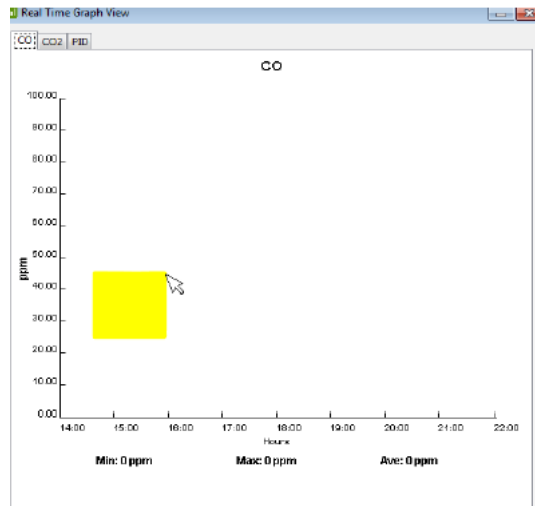 Real Time Graph View
CO CO2 PID
CO
100.00
90.00
80.00
70.00
60.00
50.00
40.00
30.00
20.00
10.00
0.00
ppm
14:00 15:00 16:00 17:00 18:00 19:00 20:00 21:00 22:00
Hours
Min: 0 ppm Max: 0 ppm Ave: 0 ppm